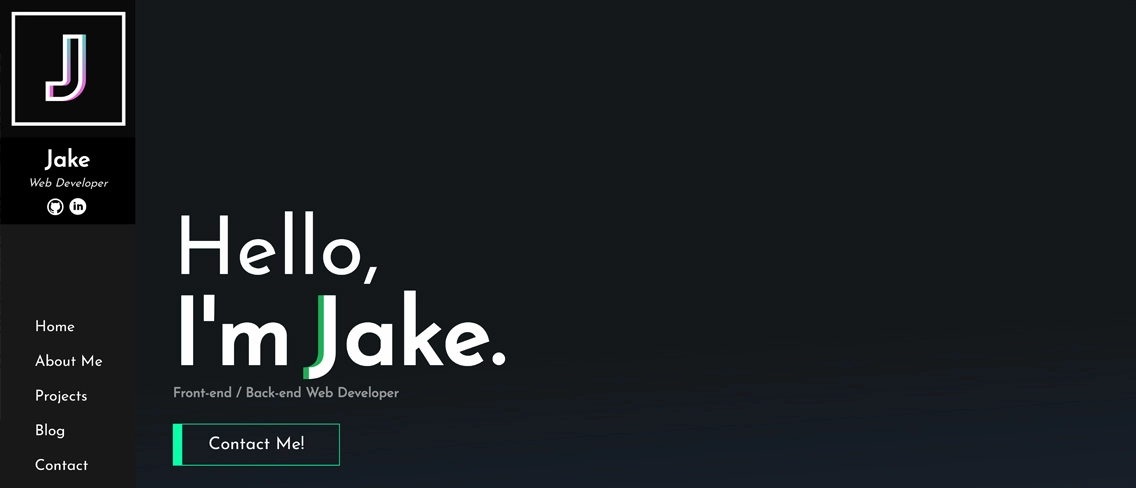 J
Jake
Web Developer
in
Home
About Me
Projects
Blog
Contact
Hello,
I'm Jake.
Front-end / Back-end Web Developer
Contact Me!